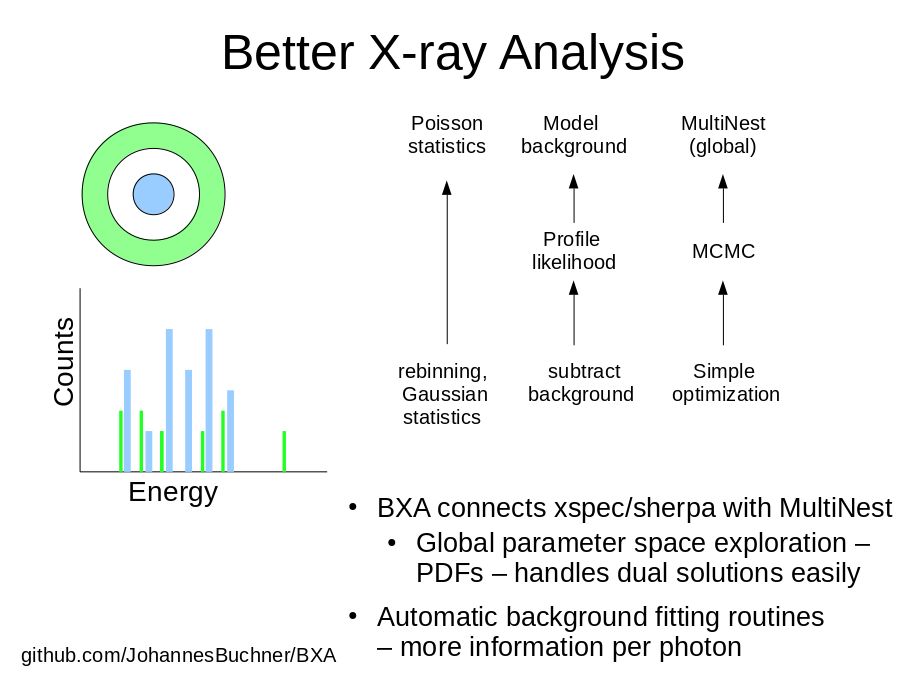 Better X-ray Analysis
Poisson
statistics
Model
background
MultiNest
(global)
Profile
likelihood
MCMC
rebinning,
Gaussian
statistics
subtract
background
Simple
optimization
Counts
Energy
• BXA connects xspec/sherpa with MultiNest
• Global parameter space exploration –
PDFs – handles dual solutions easily
• Automatic background fitting routines
– more information per photon
github.com/JohannesBuchner/BXA